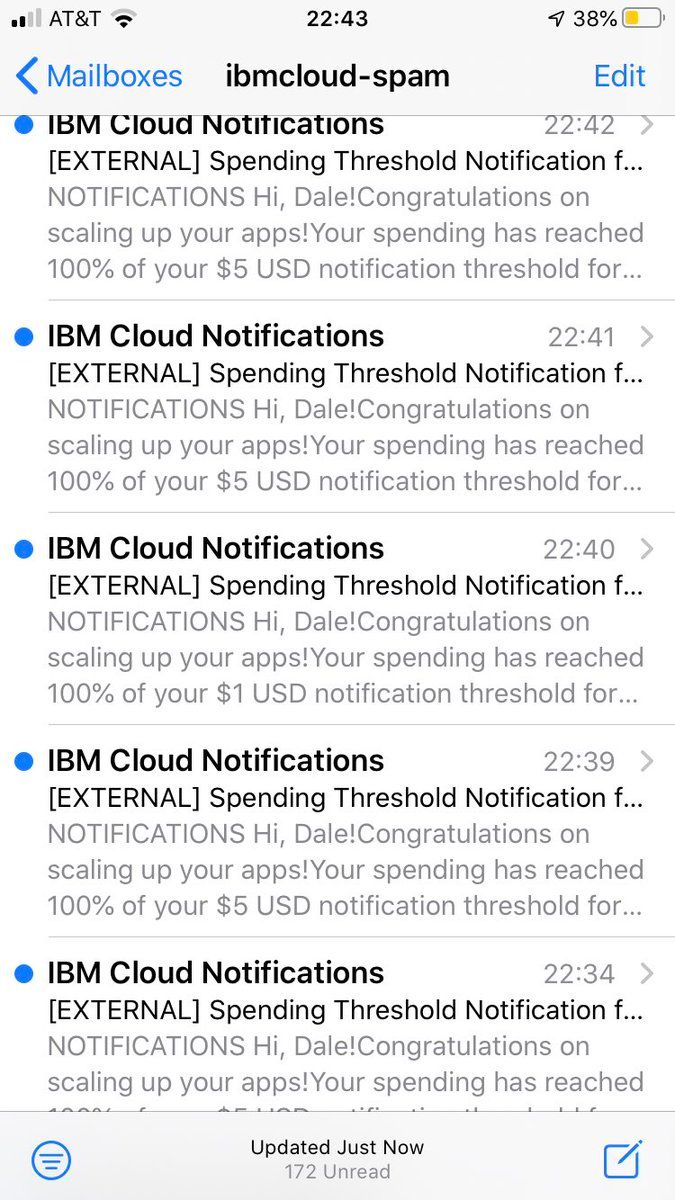 AT&T 22:43 38%
Mailboxes ibmcloud-spam Edit
IBM Cloud Notifications 22:42
[EXTERNAL] Spending Threshold Notification f...
NOTIFICATIONS Hi, Dale!Congratulations on
scaling up your apps!Your spending has reached
100% of your $5 USD notification threshold for...
IBM Cloud Notifications 22:41
[EXTERNAL] Spending Threshold Notification f...
NOTIFICATIONS Hi, Dale!Congratulations on
scaling up your apps!Your spending has reached
100% of your $5 USD notification threshold for...
IBM Cloud Notifications 22:40
[EXTERNAL] Spending Threshold Notification f...
NOTIFICATIONS Hi, Dale!Congratulations on
scaling up your apps!Your spending has reached
100% of your $1 USD notification threshold for...
IBM Cloud Notifications 22:39
[EXTERNAL] Spending Threshold Notification f...
NOTIFICATIONS Hi, Dale!Congratulations on
scaling up your apps!Your spending has reached
100% of your $5 USD notification threshold for...
IBM Cloud Notifications 22:34
[EXTERNAL] Spending Threshold Notification f...
NOTIFICATIONS Hi, Dale!Congratulations on
scaling up your apps!Your spending has reached
Updated Just Now
172 Unread